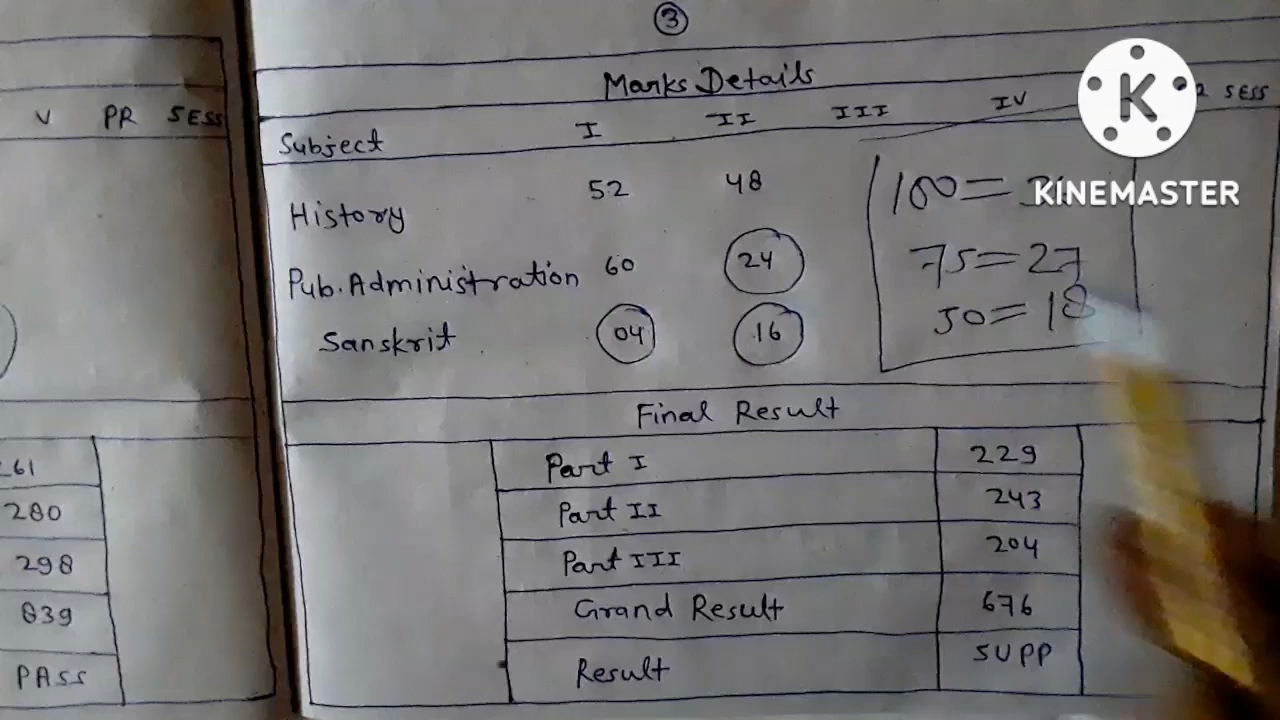 3
Marks Details
V PR SESS
Subject I II III IV SESS
K
KINEMASTER
History 52 48
100 =
Pub. Administration 60 24
75 = 27
Sanskrit 04 16
50 = 18
Final Result
61
Part I 229
280
Part II 243
298
Part III 204
839
Grand Result 676
PASS
Result SUPP